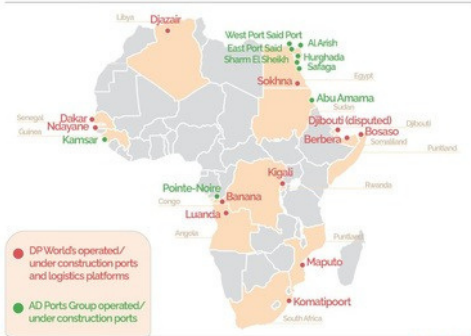 Libya
Djazair
West Port Said Port
Al Arish
East Port Said
Hurghada
Sharm El Sheikh
Safaga
Sokhna
Egypt
Abu Amama
Sudan
Senegal
Dakar
Ndayane
Guinea
Kamsar
Djibouti (disputed)
Djibouti
Bosaso
Berbera
Somaliland
Puntland
Kigali
Pointe-Noire
Banana
Rwanda
Congo
Luanda
Angola
Puntland
DP World's operated/
under construction ports
and logistics platforms
Maputo
AD Ports Group operated/
under construction ports
Komatipoort
South Africa